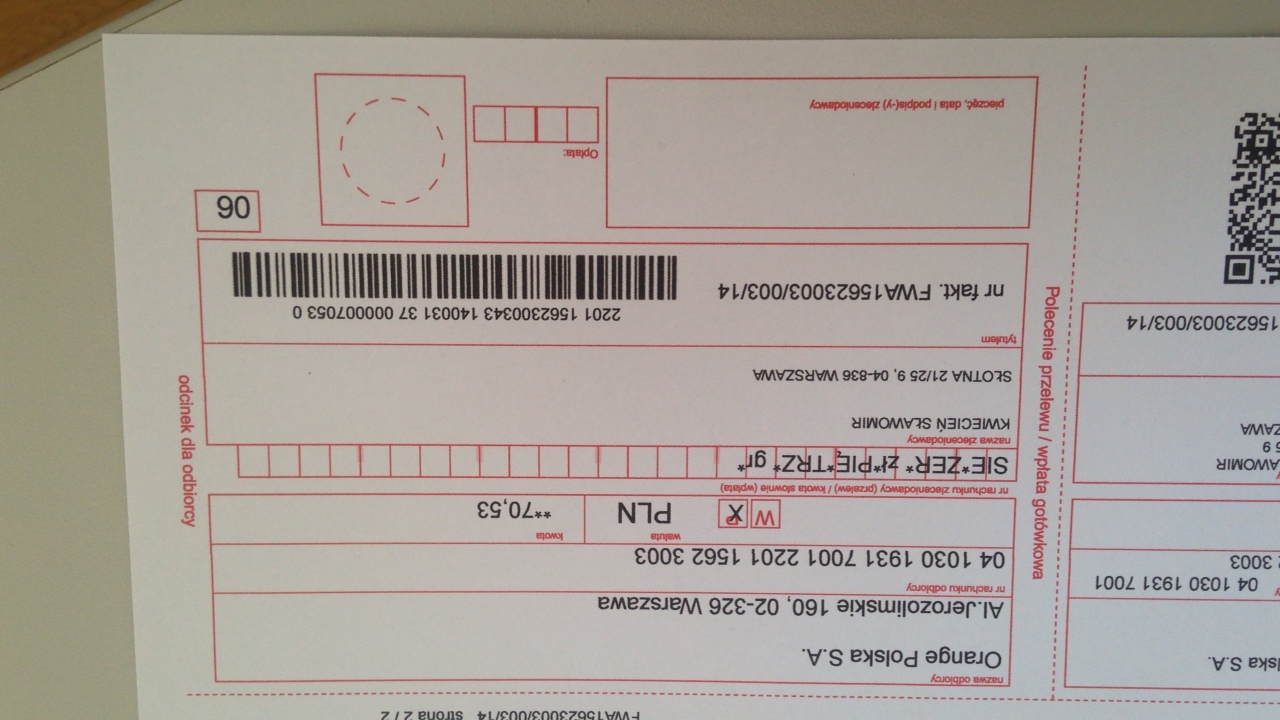 FWA15623003/003/14 strona 2 / 2
odcinek dla odbiorcy
Polecenie przelewu / wpłata gotówkowa
nazwa odbiorcy
Orange Polska S.A.
Al.Jerozolimskie 160, 02-326 Warszawa
nr rachunku odbiorcy
04 1030 1931 7001 2201 1562 3003
waluta
kwota
W P X PLN **70,53
nr rachunku zleceniodawcy (przelew) / kwota słownie (wpłata)
SIE*ZER* zł*PIĘ*TRZ* gr*
nazwa zleceniodawcy
KWIECIEŃ SŁAWOMIR
SŁOTNA 21/25 9, 04-836 WARSZAWA
tytułem
2201 1562300343 140031 37 000007053 0
nr fakt. FWA15623003/003/14
06
Opłata:
pieczęć, data i podpis(-y) zleceniodawcy
lska S.A.
04 1030 1931 7001
3003
AWOMIR
9
ZAWA
15623003/003/14